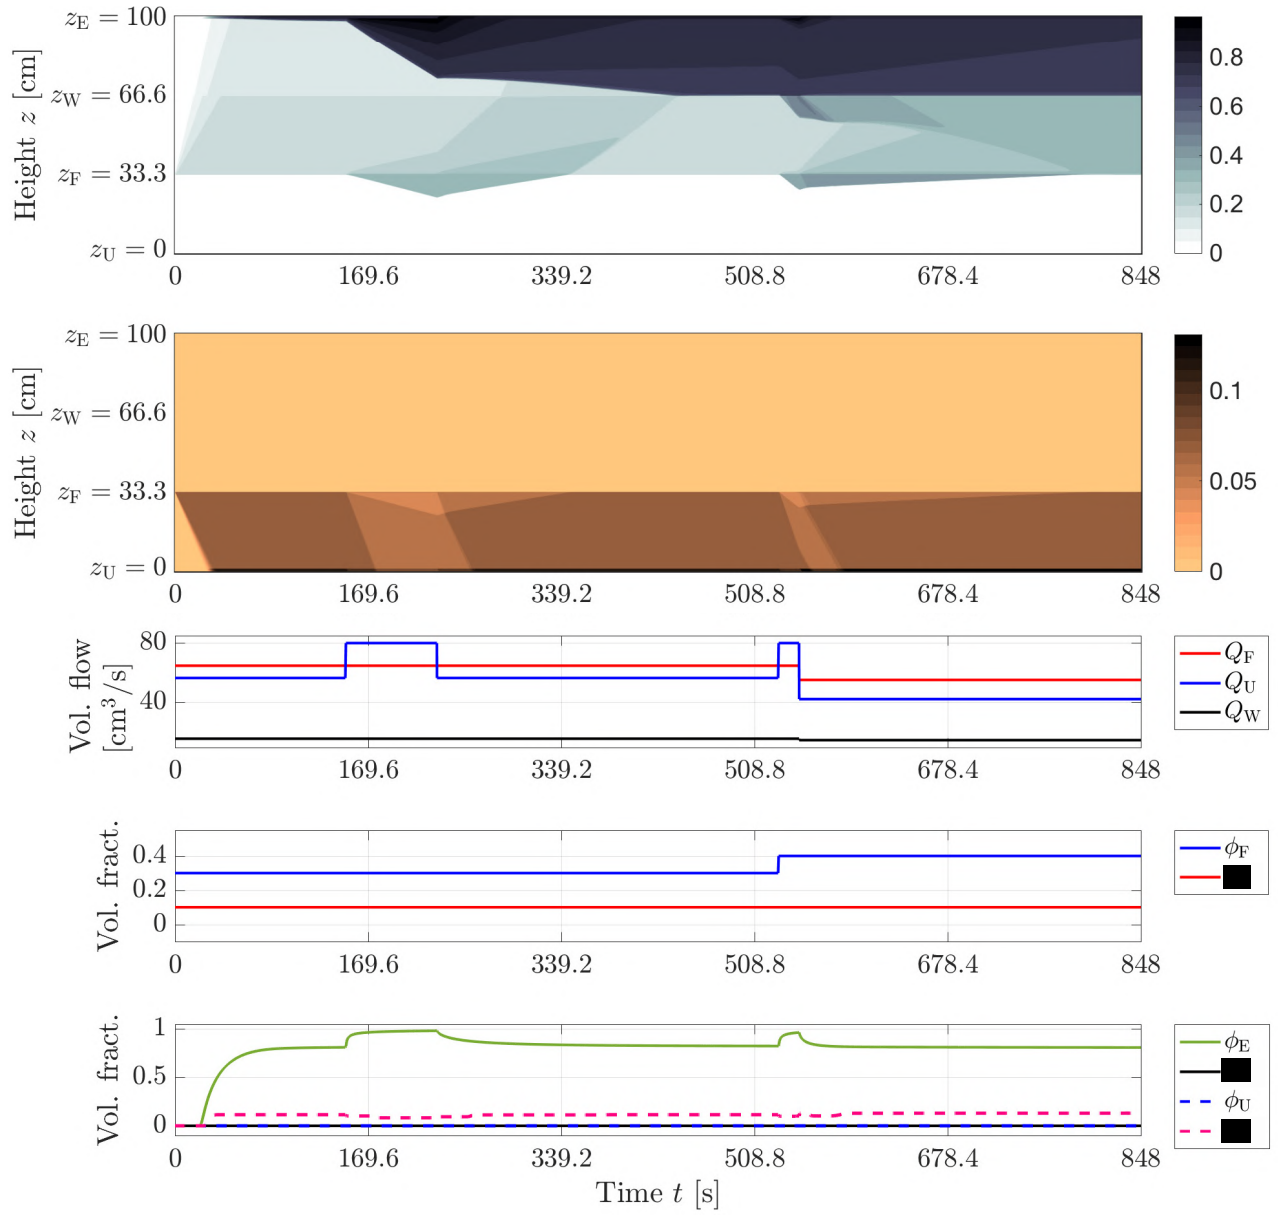 z_E = 100
z_W = 66.6
z_F = 33.3
z_U = 0
Height z [cm]
0 169.6 339.2 508.8 678.4 848
0.8
0.6
0.4
0.2
0
z_E = 100
z_W = 66.6
z_F = 33.3
z_U = 0
Height z [cm]
0 169.6 339.2 508.8 678.4 848
0.1
0.05
0
Vol. flow
[cm³/s]
80
40
0 169.6 339.2 508.8 678.4 848
Q_F
Q_U
Q_W
Vol. fract.
0.4
0.2
0
0 169.6 339.2 508.8 678.4 848
ϕ_F
Vol. fract.
1
0.5
0
0 169.6 339.2 508.8 678.4 848
ϕ_E
ϕ_U
Time t [s]